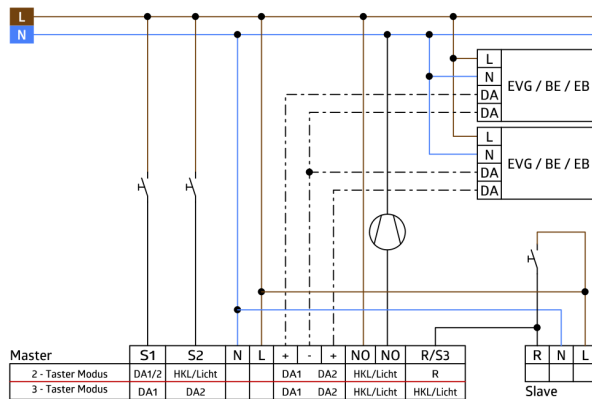 L
N
L
N EVG / BE / EB
DA
DA
L
N EVG / BE / EB
DA
DA
Master S1 S2 N L + - + NO NO R/S3 R N L
2 - Taster Modus DA1/2 HKL/Licht DA1 DA2 HKL/Licht R
3 - Taster Modus DA1 DA2 DA1 DA2 HKL/Licht HKL/Licht
Slave